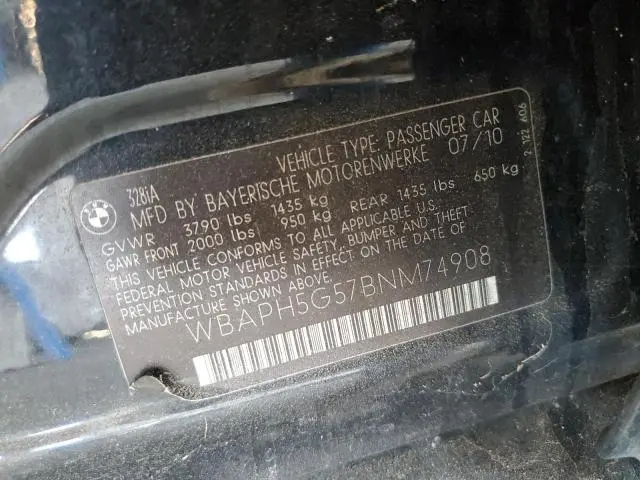 BMW
328iA
VEHICLE TYPE: PASSENGER CAR
MFD BY BAYERISCHE MOTORENWERKE 07/10
GVWR 3790 lbs 1435 kg
GAWR FRONT 2000 lbs 950 kg REAR 1435 lbs 650 kg
THIS VEHICLE CONFORMS TO ALL APPLICABLE U.S.
FEDERAL MOTOR VEHICLE SAFETY, BUMPER AND THEFT
PREVENTION STANDARDS IN EFFECT ON THE DATE OF
MANUFACTURE SHOWN ABOVE.
WBAPH5G57BNM74908